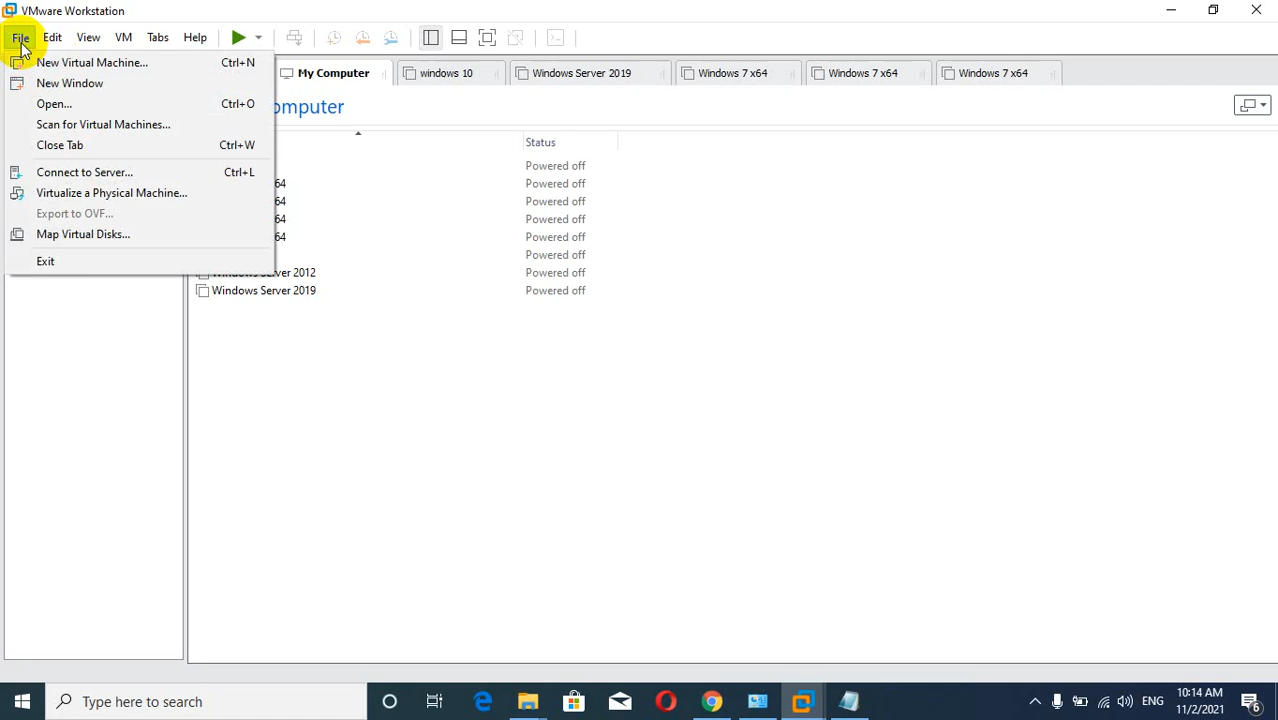 VMware Workstation
File Edit View VM Tabs Help
New Virtual Machine... Ctrl+N
New Window
Open... Ctrl+O
Scan for Virtual Machines...
Close Tab Ctrl+W
Connect to Server... Ctrl+L
Virtualize a Physical Machine...
Export to OVF...
Map Virtual Disks...
Exit
My Computer windows 10 Windows Server 2019 Windows 7 x64 Windows 7 x64 Windows 7 x64
omputer
Status
Powered off
64 Powered off
64 Powered off
64 Powered off
64 Powered off
Powered off
Windows Server 2012 Powered off
Windows Server 2019 Powered off
Type here to search
ENG
10:14 AM
11/2/2021
6